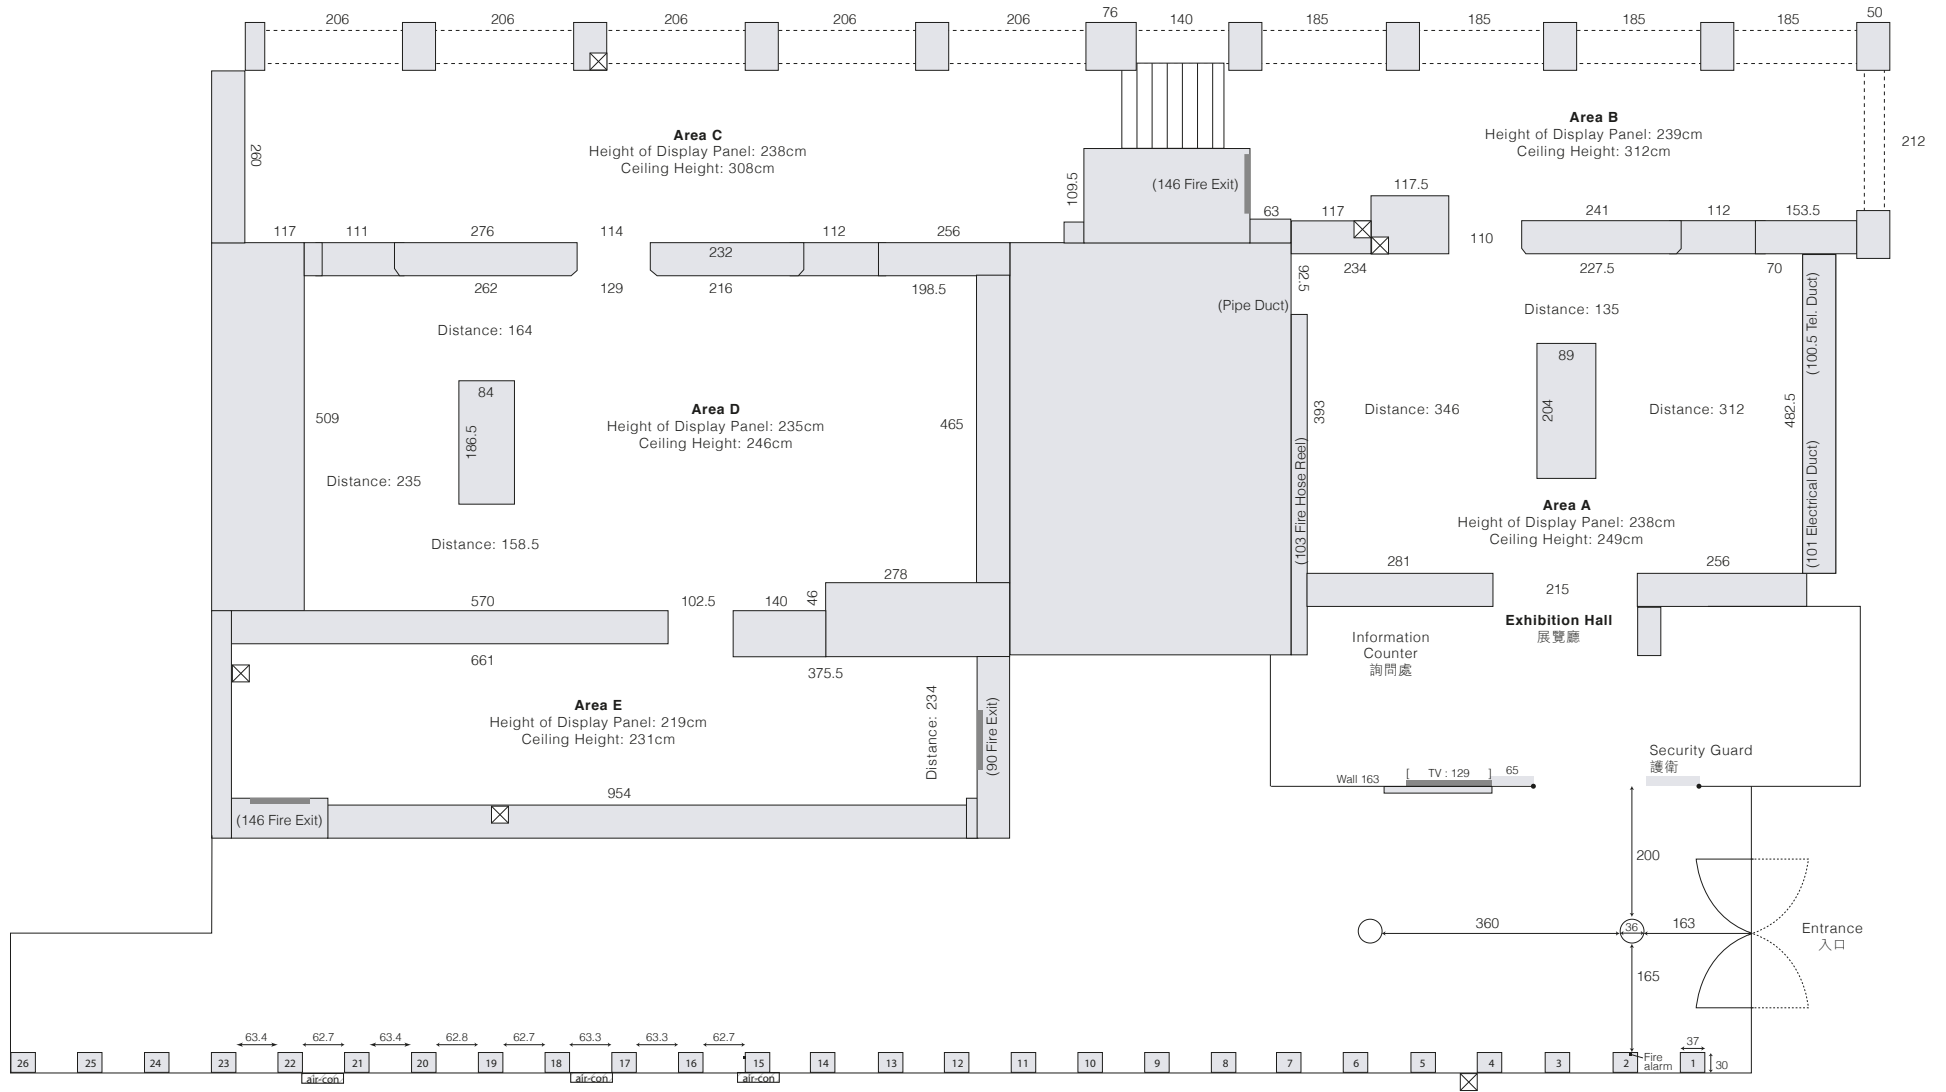 206
206
206
206
206
76
140
185
185
185
185
50
Area C
Height of Display Panel: 238cm
Ceiling Height: 308cm
Area B
Height of Display Panel: 239cm
Ceiling Height: 312cm
212
260
109.5
(146 Fire Exit)
117.5
117
111
276
114
232
112
256
63
117
110
241
112
153.5
262
129
216
198.5
234
92.5
227.5
70
(Pipe Duct)
(100.5 Tel. Duct)
Distance: 164
Distance: 135
84
186.5
89
204
509
Area D
Height of Display Panel: 235cm
Ceiling Height: 246cm
465
393
Distance: 346
Distance: 312
482.5
Distance: 235
(103 Fire Hose Reel)
(101 Electrical Duct)
Area A
Height of Display Panel: 238cm
Ceiling Height: 249cm
Distance: 158.5
278
281
215
256
570
102.5
140
46
Exhibition Hall
展覽廳
Information
Counter
詢問處
661
375.5
Area E
Height of Display Panel: 219cm
Ceiling Height: 231cm
Distance: 234
(90 Fire Exit)
Security Guard
護衛
Wall 163
[ TV : 129 ]
65
954
(146 Fire Exit)
200
360
36
163
Entrance
入口
165
63.4
62.7
63.4
62.8
62.7
63.3
63.3
62.7
37
26
25
24
23
22
21
20
19
18
17
16
15
14
13
12
11
10
9
8
7
6
5
4
3
2
Fire
alarm
1
30
air-con
air-con
air-con